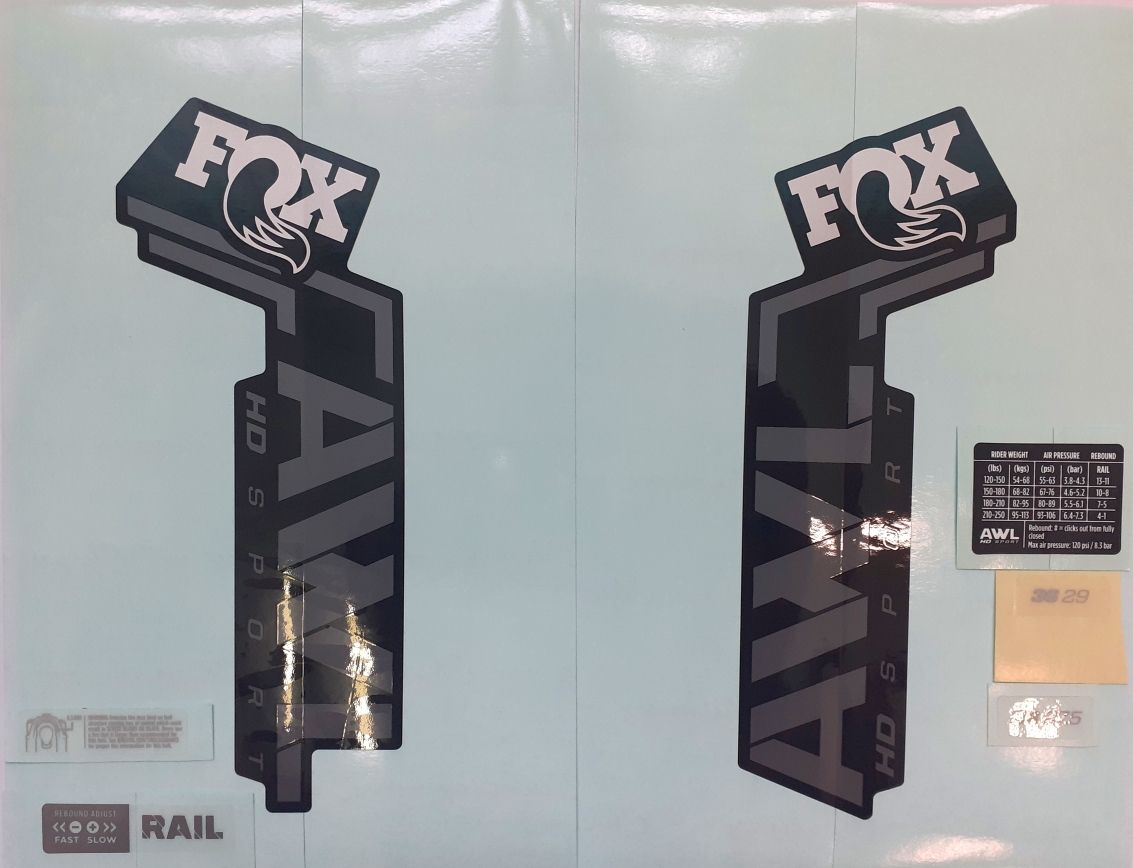 FOX
AWL
HD SPORT
REBOUND ADJUST
FAST SLOW
RAIL
FOX
AWL
HD SPORT
RIDER WEIGHT AIR PRESSURE REBOUND
(lbs) (kgs) (psi) (bar) RAIL
120-150 54-68 55-63 3.8-4.3 13-11
150-180 68-82 67-76 4.6-5.2 10-8
180-210 82-95 80-89 5.5-6.1 7-5
210-250 95-113 93-106 6.4-7.3 4-1
AWL
HD SPORT
Rebound: # = clicks out from fully
closed
Max air pressure: 120 psi / 8.3 bar
29